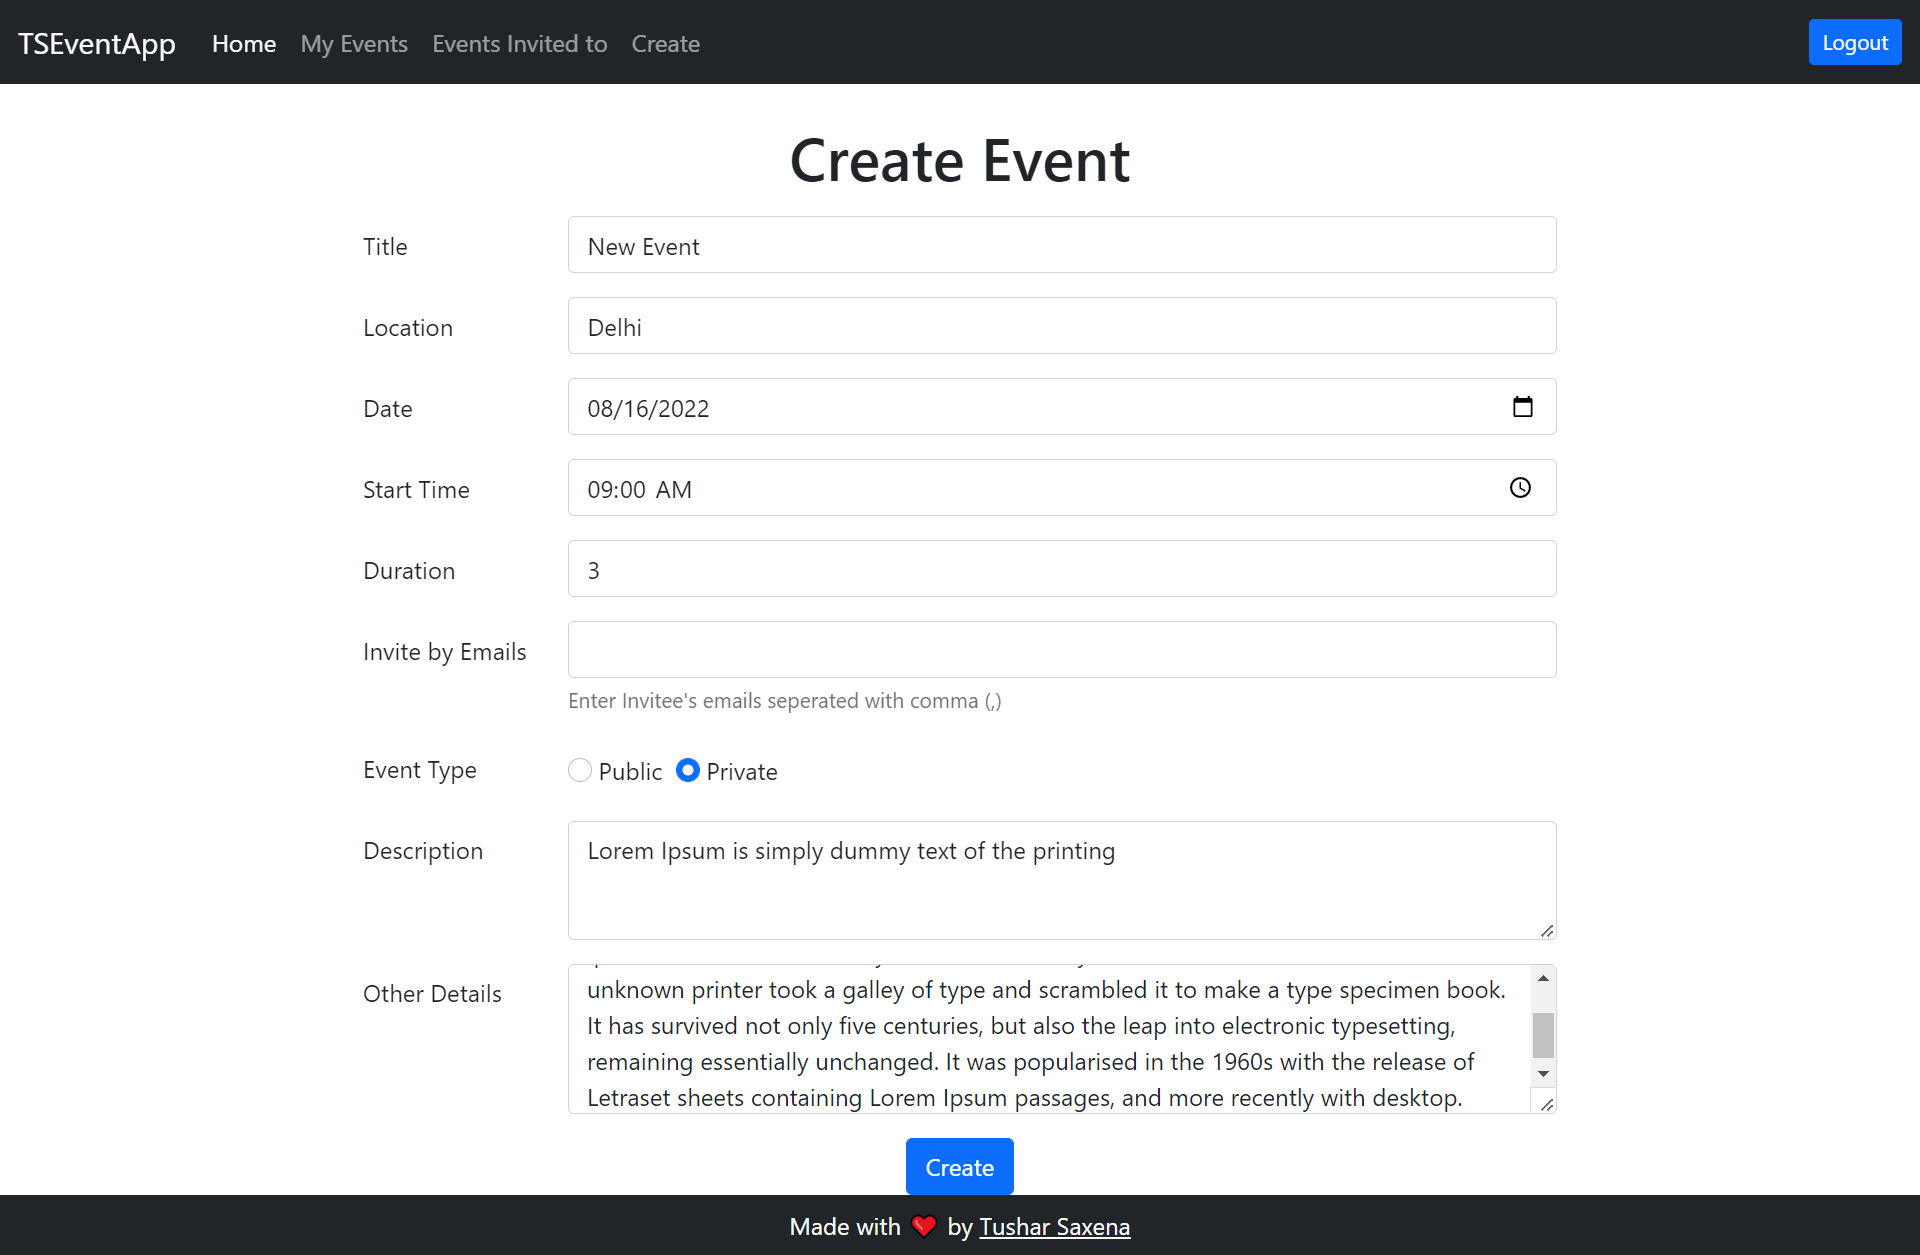 TSEventApp Home My Events Events Invited to Create Logout
Create Event
Title New Event
Location Delhi
Date 08/16/2022
Start Time 09:00 AM
Duration 3
Invite by Emails
Enter Invitee's emails seperated with comma (,)
Event Type Public Private
Description Lorem Ipsum is simply dummy text of the printing
Other Details
unknown printer took a galley of type and scrambled it to make a type specimen book.
It has survived not only five centuries, but also the leap into electronic typesetting,
remaining essentially unchanged. It was popularised in the 1960s with the release of
Letraset sheets containing Lorem Ipsum passages, and more recently with desktop.
Create
Made with ❤ by Tushar Saxena